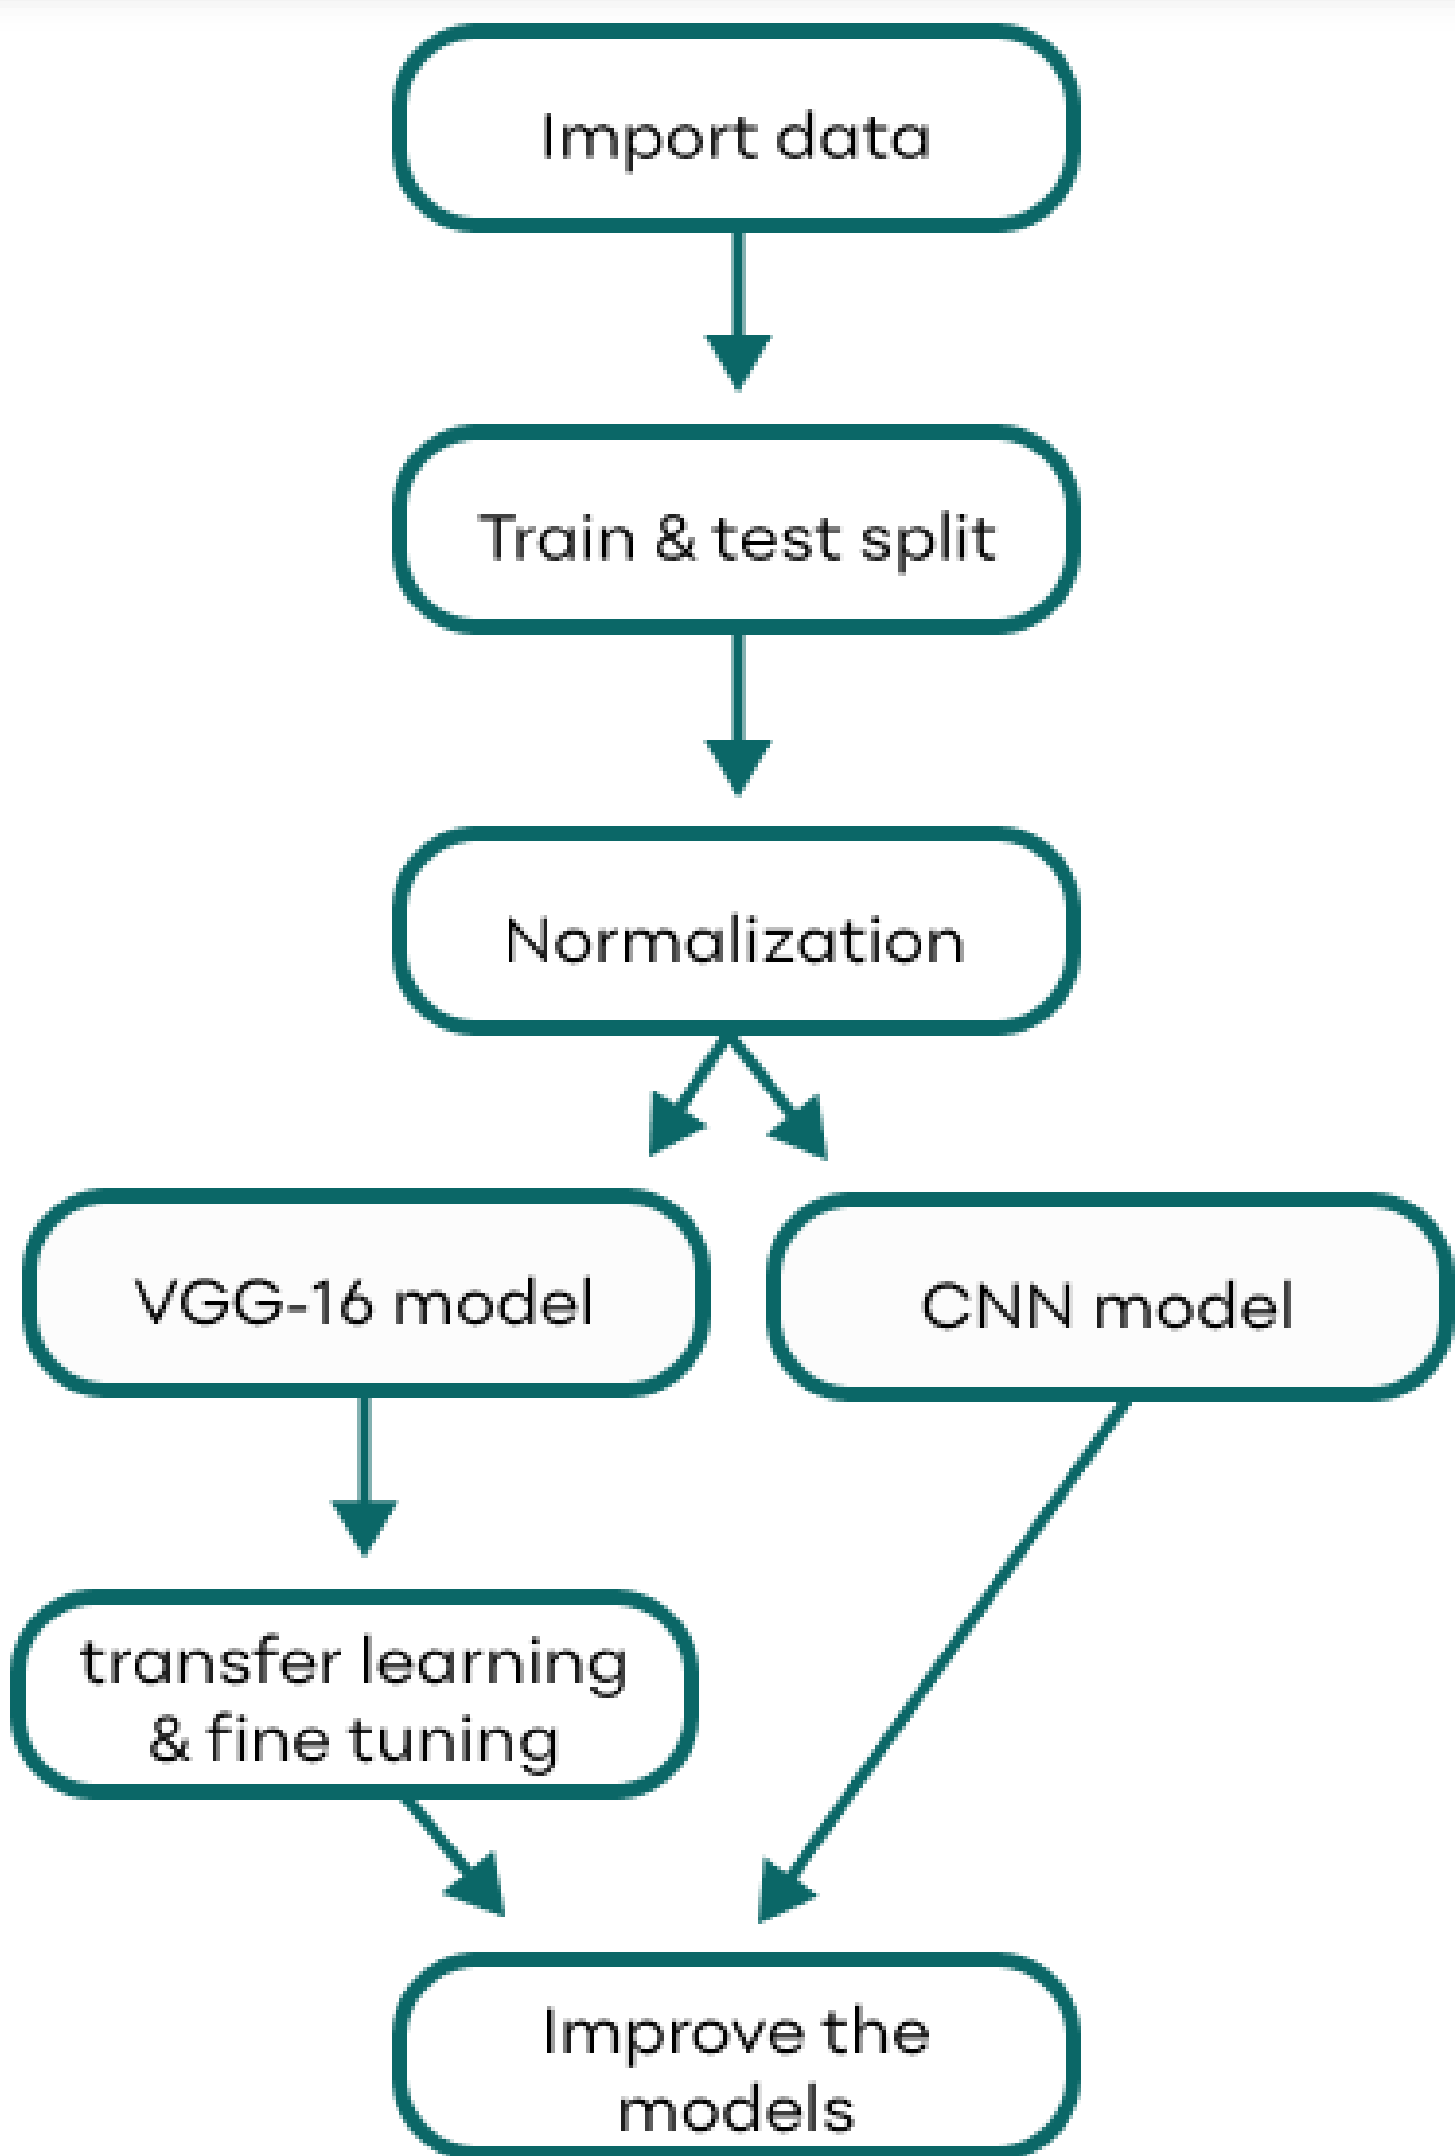 Import data
Train & test split
Normalization
VGG-16 model
CNN model
transfer learning
& fine tuning
Improve the
models